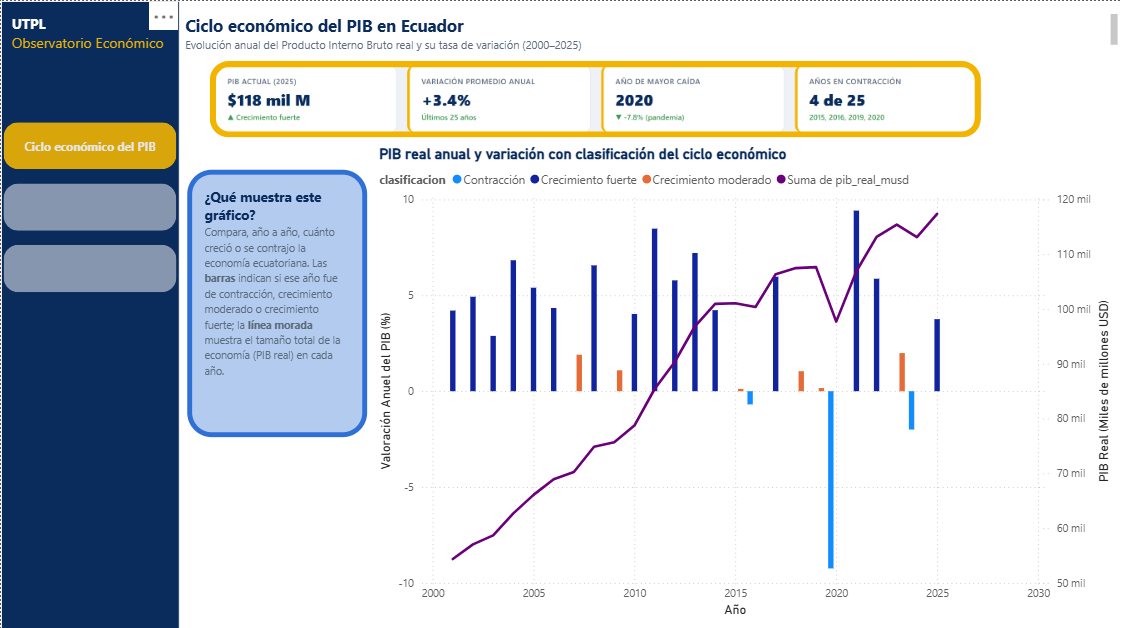 UTPL
Observatorio Económico
Ciclo económico del PIB
Ciclo económico del PIB en Ecuador
Evolución anual del Producto Interno Bruto real y su tasa de variación (2000–2025)
PIB ACTUAL (2025)
$118 mil M
▲ Crecimiento fuerte
VARIACIÓN PROMEDIO ANUAL
+3.4%
Últimos 25 años
AÑO DE MAYOR CAÍDA
2020
▼ -7.8% (pandemia)
AÑOS EN CONTRACCIÓN
4 de 25
2015, 2016, 2019, 2020
¿Qué muestra este
gráfico?
Compara, año a año, cuánto
creció o se contrajo la
economía ecuatoriana. Las
barras indican si ese año fue
de contracción, crecimiento
moderado o crecimiento
fuerte; la línea morada
muestra el tamaño total de la
economía (PIB real) en cada
año.
PIB real anual y variación con clasificación del ciclo económico
clasificacion Contracción Crecimiento fuerte Crecimiento moderado Suma de pib_real_musd
Valoración Anuel del PIB (%)
10
5
0
-5
-10
2000 2005 2010 2015 2020 2025 2030
Año
120 mil
110 mil
100 mil
90 mil
80 mil
70 mil
60 mil
50 mil
PIB Real (Miles de millones USD)